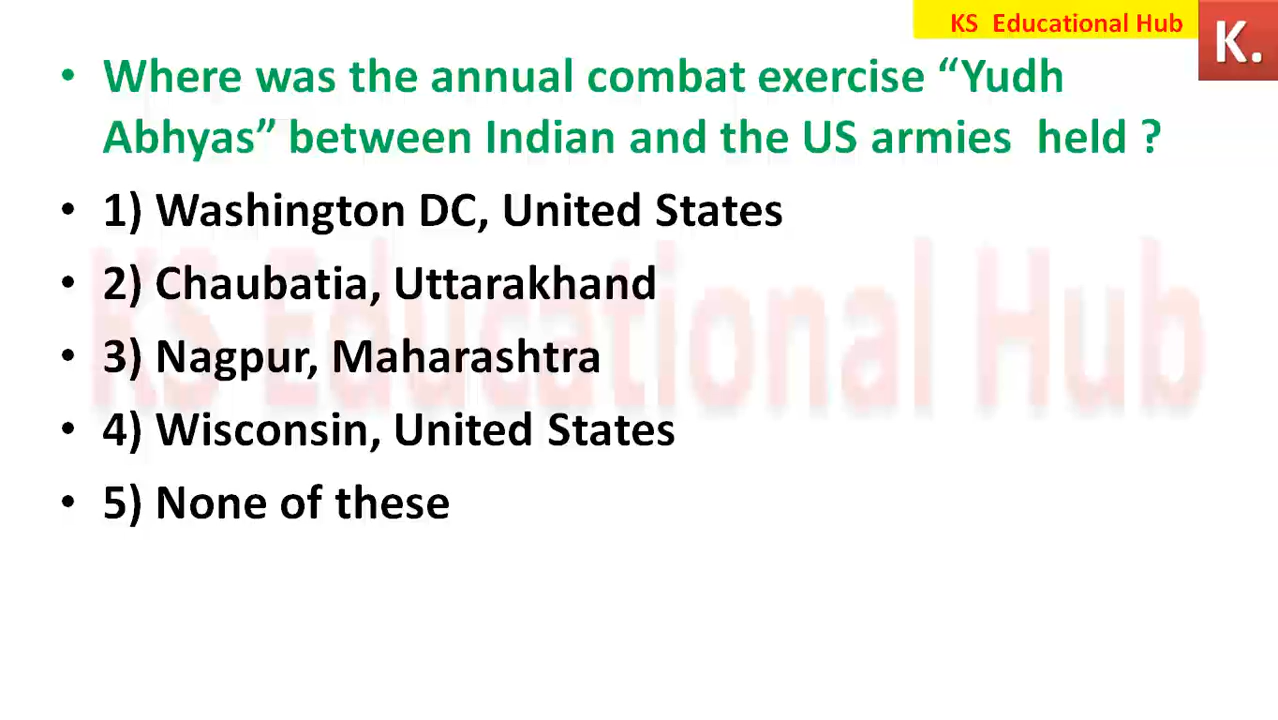 KS Educational Hub
K.
• Where was the annual combat exercise “Yudh
Abhyas” between Indian and the US armies held ?
• 1) Washington DC, United States
• 2) Chaubatia, Uttarakhand
• 3) Nagpur, Maharashtra
• 4) Wisconsin, United States
• 5) None of these
KS Educational Hub